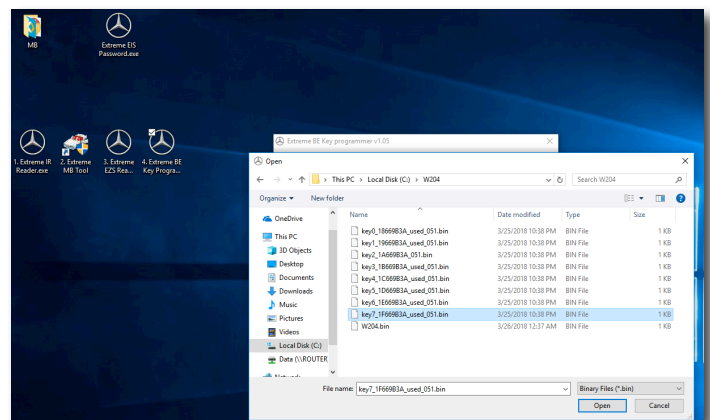 MB
Extreme EIS
Password.exe
1. Extreme IR
Reader.exe
2. Extreme
MB Tool
3. Extreme
EZS Rea...
4. Extreme BE
Key Progra...
Extreme BE Key programmer v1.05
Open
This PC > Local Disk (C:) > W204
Search W204
Organize
New folder
OneDrive
This PC
3D Objects
Desktop
Documents
Downloads
Music
Pictures
Videos
Local Disk (C:)
Data (\\ROUTER
Name Date modified Type Size
key0_18669B3A_used_051.bin 3/25/2018 10:38 PM BIN File 1 KB
key1_19669B3A_used_051.bin 3/25/2018 10:38 PM BIN File 1 KB
key2_1A669B3A_used_051.bin 3/25/2018 10:38 PM BIN File 1 KB
key3_1B669B3A_used_051.bin 3/25/2018 10:38 PM BIN File 1 KB
key4_1C669B3A_used_051.bin 3/25/2018 10:38 PM BIN File 1 KB
key5_1D669B3A_used_051.bin 3/25/2018 10:38 PM BIN File 1 KB
key6_1E669B3A_used_051.bin 3/25/2018 10:38 PM BIN File 1 KB
key7_1F669B3A_used_051.bin 3/25/2018 10:38 PM BIN File 1 KB
W204.bin 3/26/2018 12:37 AM BIN File 1 KB
File name: key7_1F669B3A_used_051.bin
Binary Files (*.bin)
Open
Cancel